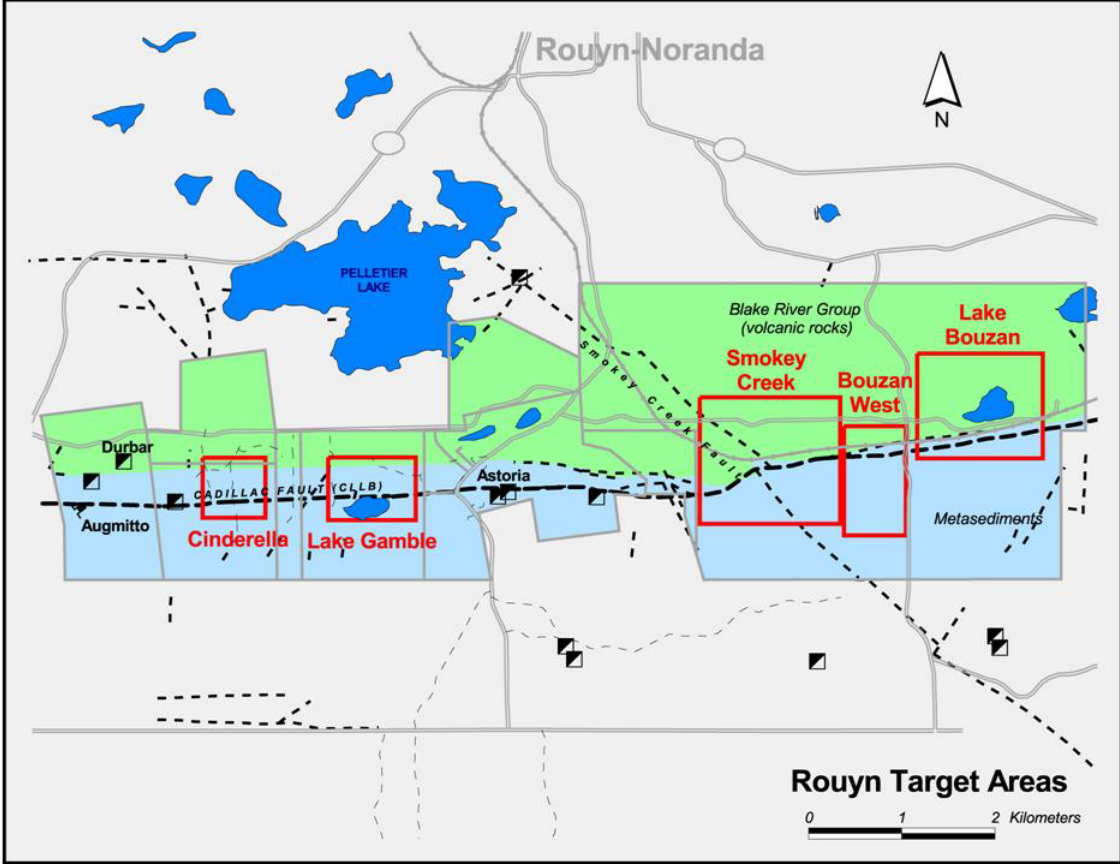 Rouyn-Noranda
N
PELLETIER
LAKE
Blake River Group
(volcanic rocks)
Lake
Bouzan
Smokey
Creek
Bouzan
West
Smokey Creek Fault
Durbar
Astoria
CADILLAC FAULT (CLLB)
Augmitto
Cinderella
Lake Gamble
Metasediments
Rouyn Target Areas
0 1 2 Kilometers